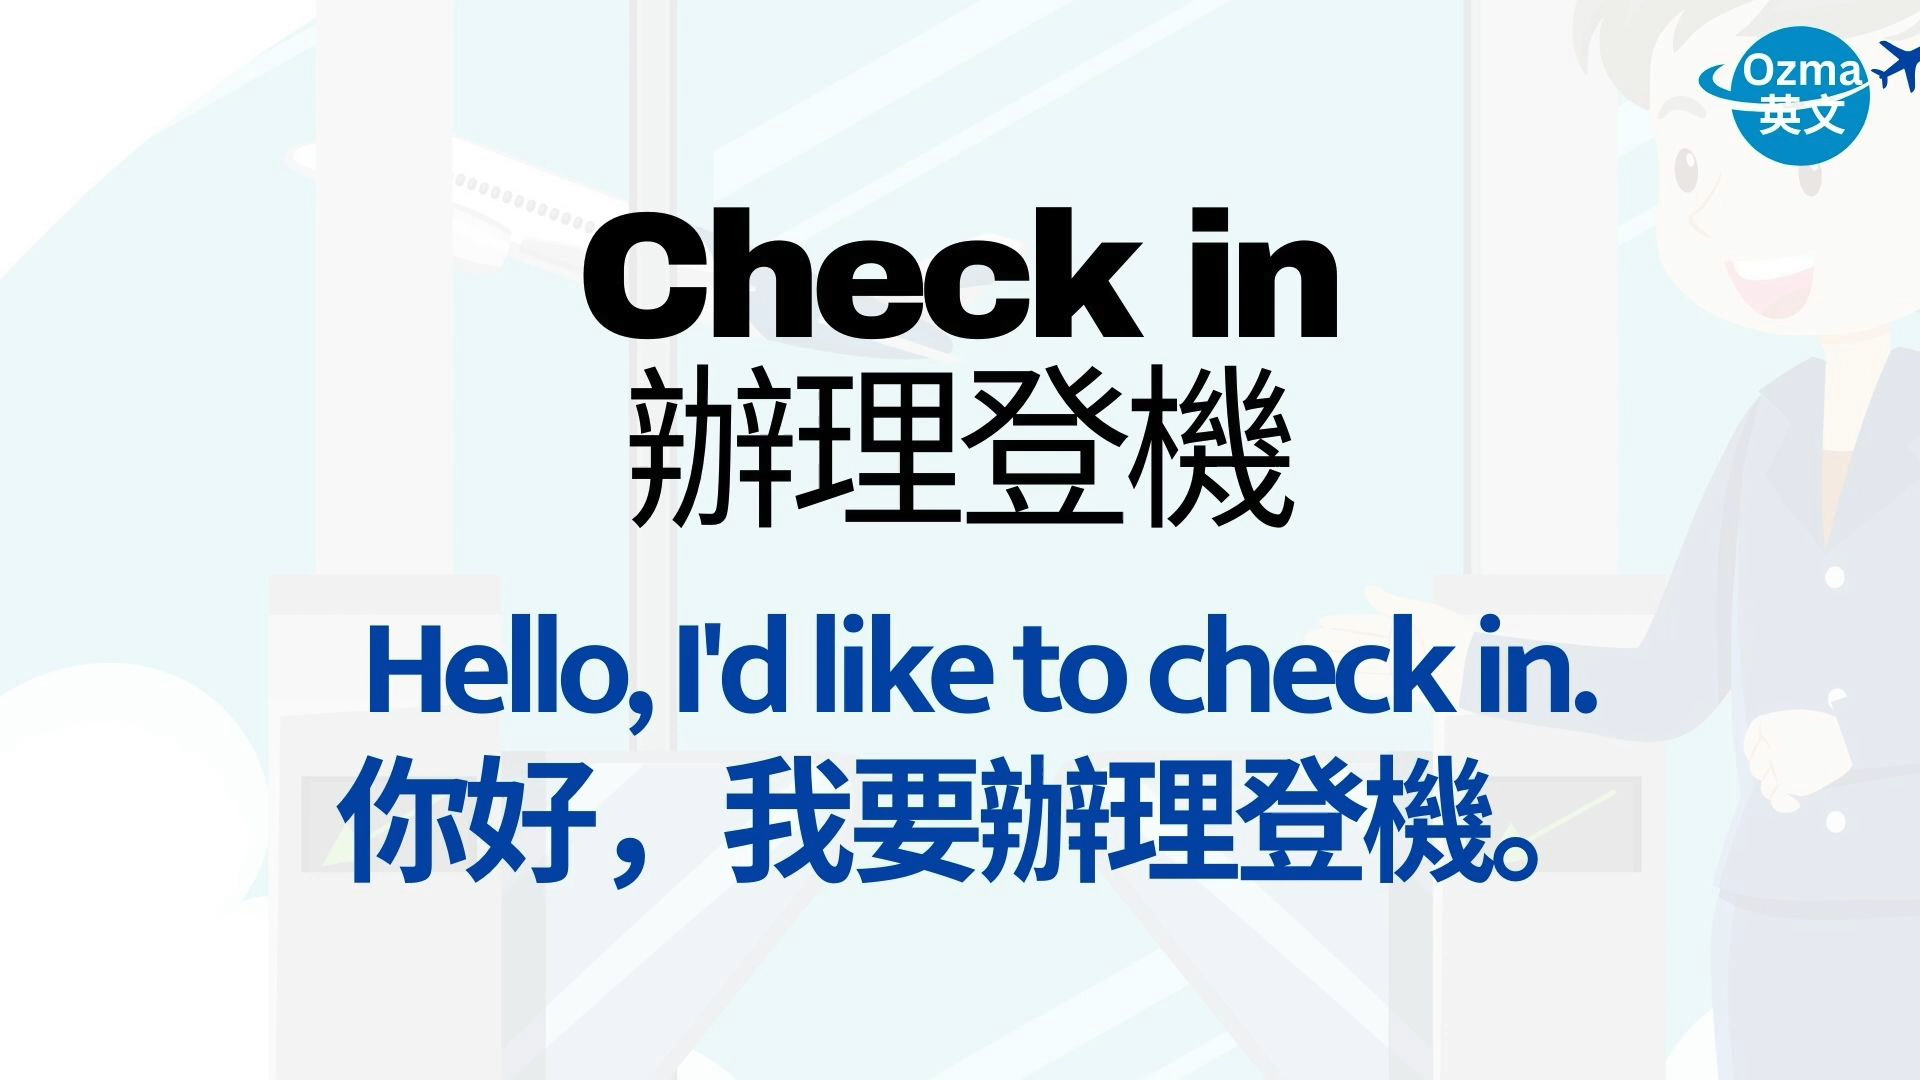 Ozma
英文
Check in
辦理登機
Hello, I'd like to check in.
你好，我要辦理登機。